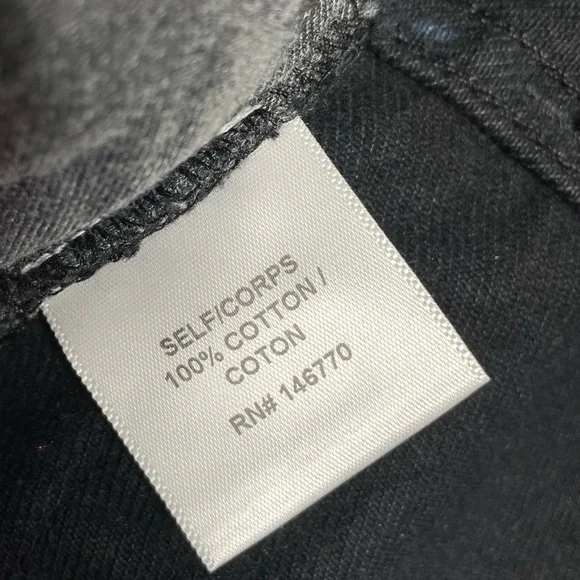 SELF/CORPS
100% COTTON /
COTON
RN# 146770